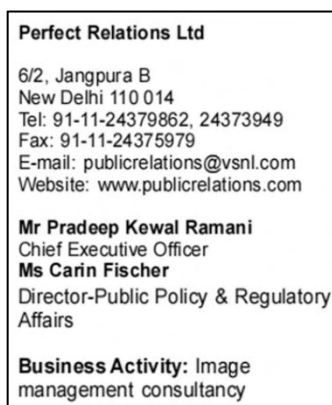 Perfect Relations Ltd
6/2, Jangpura B
New Delhi 110 014
Tel: 91-11-24379862, 24373949
Fax: 91-11-24375979
E-mail: publicrelations@vsnl.com
Website: www.publicrelations.com
Mr Pradeep Kewal Ramani
Chief Executive Officer
Ms Carin Fischer
Director-Public Policy & Regulatory
Affairs
Business Activity: Image
management consultancy